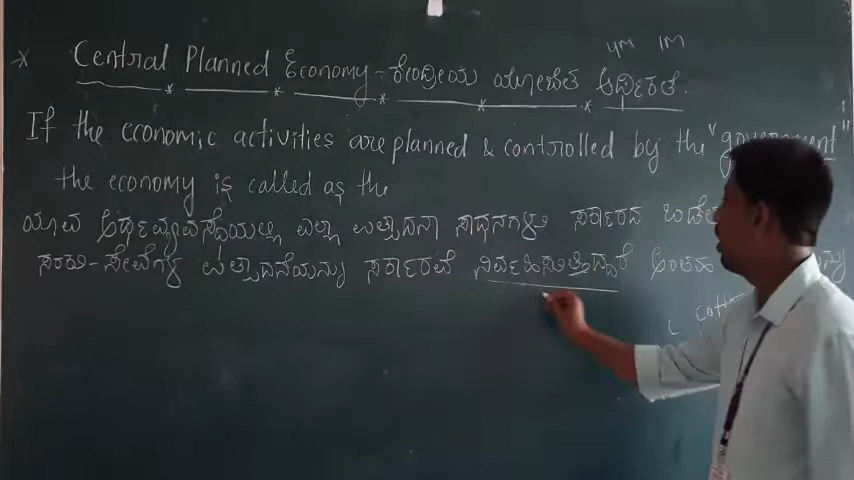 4M 1M
Central Planned Economy - ಕೇಂದ್ರೀಯ ಯೋಜಿತ ಆರ್ಥಿಕತೆ.
If the economic activities are planned & controlled by the "government"
the economy is called as the
ಯಾವ ಅರ್ಥವ್ಯವಸ್ಥೆಯಲ್ಲಿ ಎಲ್ಲಾ ಉತ್ಪಾದನಾ ಸಾಧನಗಳು ಸರ್ಕಾರದ
ಸರಕು-ಸೇವೆಗಳ ಉತ್ಪಾದನೆಯನ್ನು ಸರ್ಕಾರವೆ ನಿರ್ವಹಿಸುತ್ತಿದ್ದರೆ ಅಂತಹ